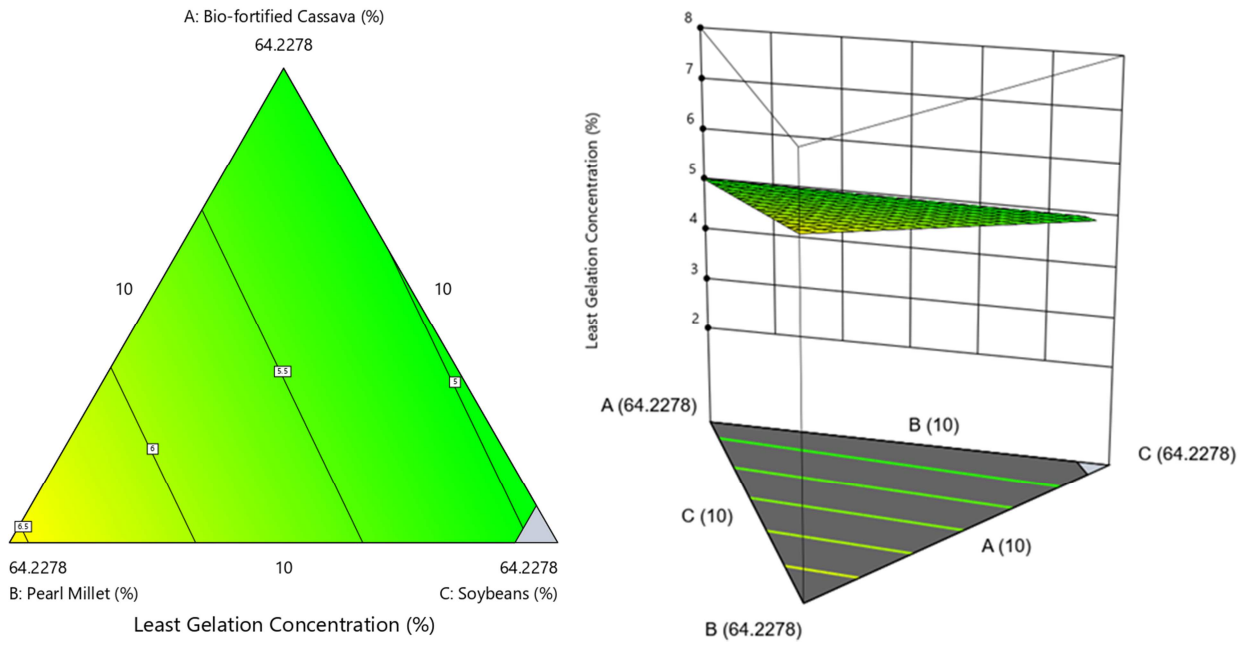 A: Bio-fortified Cassava (%)
64.2278
10
10
5.5
5
6
6.5
64.2278
10
64.2278
B: Pearl Millet (%)
C: Soybeans (%)
Least Gelation Concentration (%)
8
7
6
5
4
3
2
Least Gelation Concentration (%)
A (64.2278)
B (10)
C (64.2278)
C (10)
A (10)
B (64.2278)